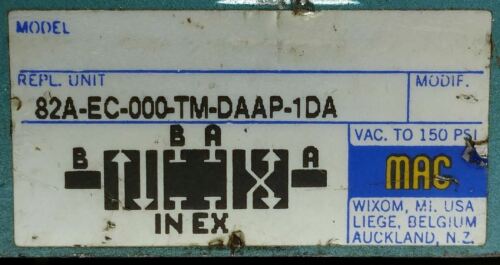 MODEL
REPL. UNIT
MODIF.
82A-EC-000-TM-DAAP-1DA
B A
B
A
IN EX
VAC. TO 150 PSI
MAC
WIXOM, MI. USA
LIEGE, BELGIUM
AUCKLAND, N.Z.